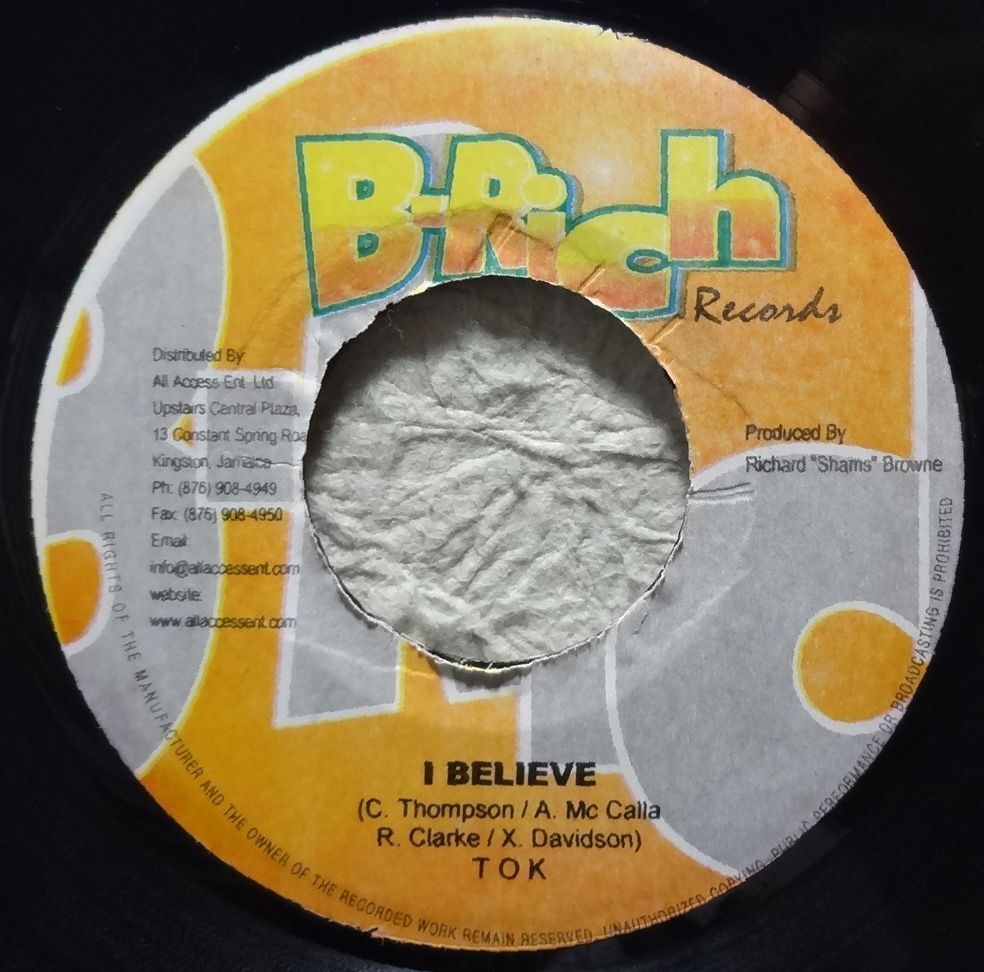 B-Rich
Records
Distributed By:
All Access Ent. Ltd.
Upstairs Central Plaza,
13 Constant Spring Roa
Kingston, Jamaica
Ph: (876) 908-4949
Fax: (876) 908-4950
Email:
info@allaccessent.com
website:
www.allaccessent.com
Produced By
Richard "Shams" Browne
I BELIEVE
(C. Thompson / A. Mc Calla
R. Clarke / X. Davidson)
T O K
ALL RIGHTS OF THE MANUFACTURER AND THE OWNER OF THE RECORDED WORK REMAIN RESERVED. UNAUTHORIZED COPYING, PUBLIC PERFORMANCE OR BROADCASTING IS PROHIBITED